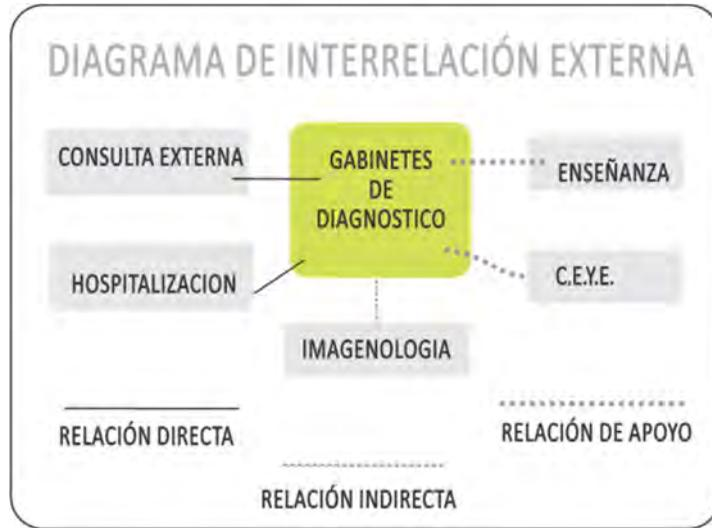 DIAGRAMA DE INTERRELACIÓN EXTERNA
CONSULTA EXTERNA
GABINETES
DE
DIAGNOSTICO
ENSEÑANZA
HOSPITALIZACION
C.E.Y.E.
IMAGENOLOGIA
RELACIÓN DIRECTA
RELACIÓN DE APOYO
RELACIÓN INDIRECTA